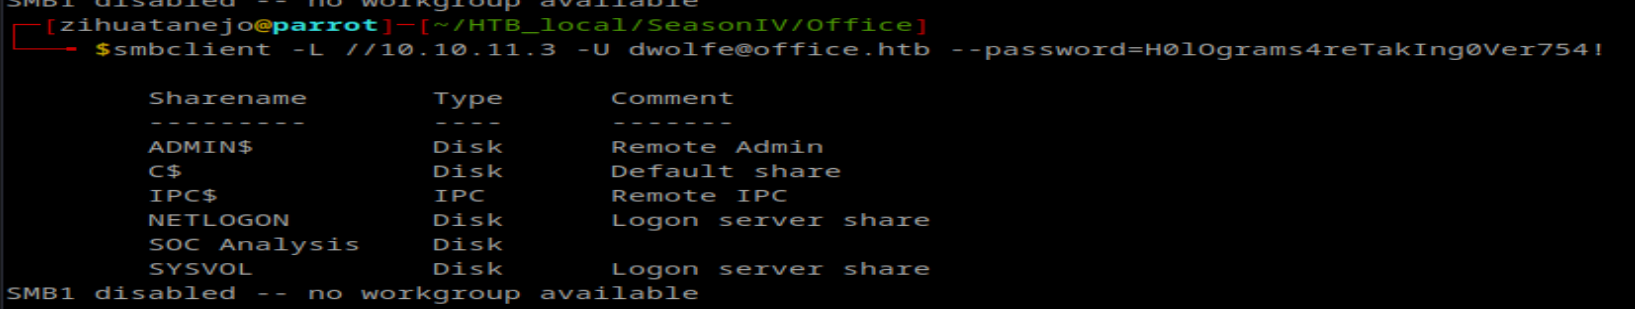 SMB1 disabled -- no workgroup available
[zihuatanejo@parrot]─[~/HTB_local/SeasonIV/Office]
$smbclient -L //10.10.11.3 -U dwolfe@office.htb --password=H0lOgrams4reTakIng0Ver754!
Sharename Type Comment
--------- ---- -------
ADMIN$ Disk Remote Admin
C$ Disk Default share
IPC$ IPC Remote IPC
NETLOGON Disk Logon server share
SOC Analysis Disk
SYSVOL Disk Logon server share
SMB1 disabled -- no workgroup available